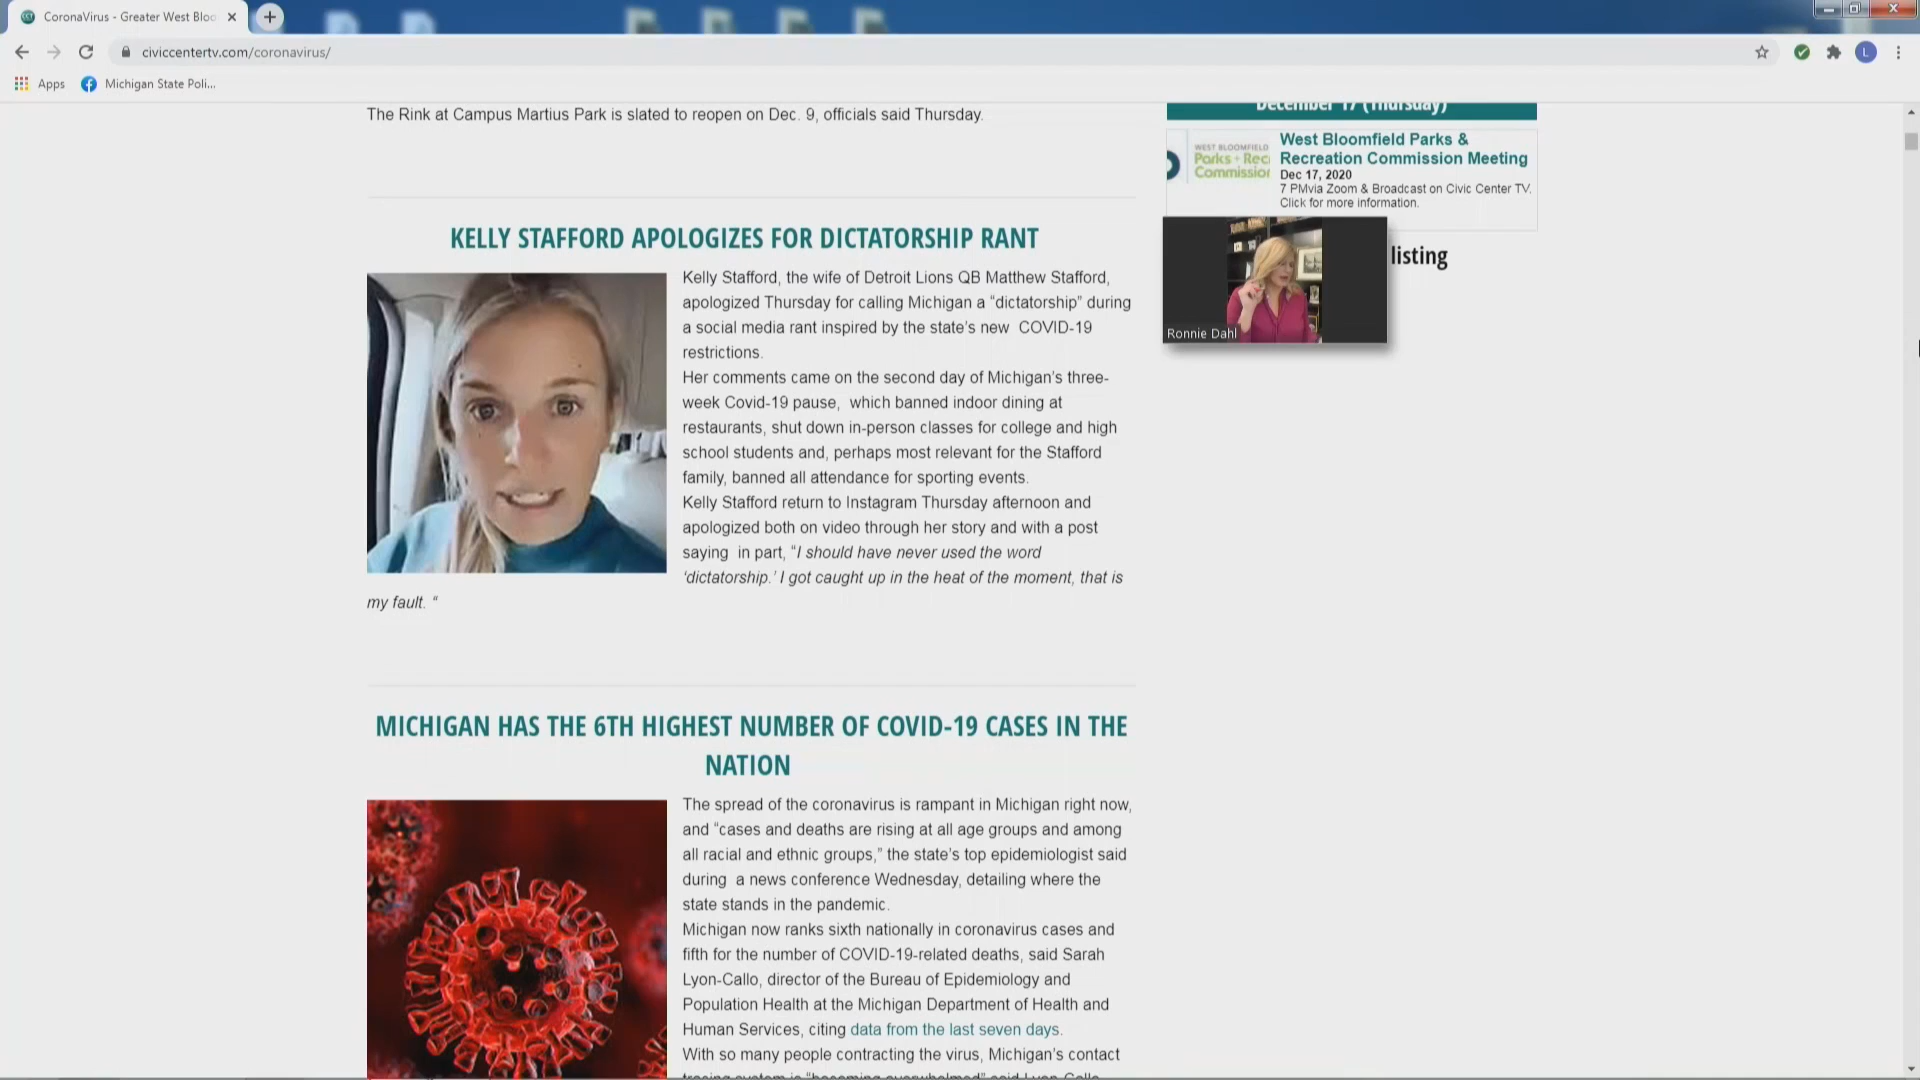 CoronaVirus - Greater West Bloo
civiccentertv.com/coronavirus/
L
Apps
Michigan State Poli...
The Rink at Campus Martius Park is slated to reopen on Dec. 9, officials said Thursday.
KELLY STAFFORD APOLOGIZES FOR DICTATORSHIP RANT
Kelly Stafford, the wife of Detroit Lions QB Matthew Stafford,
apologized Thursday for calling Michigan a “dictatorship” during
a social media rant inspired by the state’s new  COVID-19
restrictions.
Her comments came on the second day of Michigan’s three-
week Covid-19 pause,  which banned indoor dining at
restaurants, shut down in-person classes for college and high
school students and, perhaps most relevant for the Stafford
family, banned all attendance for sporting events.
Kelly Stafford return to Instagram Thursday afternoon and
apologized both on video through her story and with a post
saying  in part, “I should have never used the word
‘dictatorship.’ I got caught up in the heat of the moment, that is
my fault. “
MICHIGAN HAS THE 6TH HIGHEST NUMBER OF COVID-19 CASES IN THE
NATION
The spread of the coronavirus is rampant in Michigan right now,
and “cases and deaths are rising at all age groups and among
all racial and ethnic groups,” the state’s top epidemiologist said
during  a news conference Wednesday, detailing where the
state stands in the pandemic.
Michigan now ranks sixth nationally in coronavirus cases and
fifth for the number of COVID-19-related deaths, said Sarah
Lyon-Callo, director of the Bureau of Epidemiology and
Population Health at the Michigan Department of Health and
Human Services, citing data from the last seven days.
With so many people contracting the virus, Michigan’s contact
tracing system is “becoming overwhelmed” said Lyon-Callo
December 17 (Thursday)
WEST BLOOMFIELD
Parks + Rec
Commission
West Bloomfield Parks &
Recreation Commission Meeting
Dec 17, 2020
7 PMvia Zoom & Broadcast on Civic Center TV.
Click for more information.
listing
Ronnie Dahl